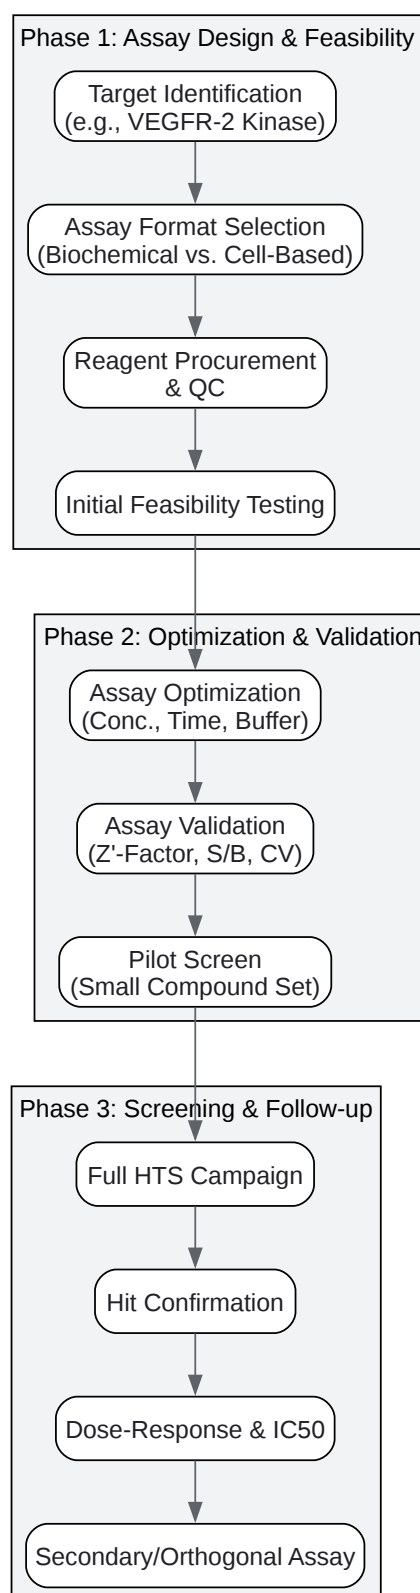 Phase 1: Assay Design & Feasibility
Target Identification
(e.g., VEGFR-2 Kinase)
Assay Format Selection
(Biochemical vs. Cell-Based)
Reagent Procurement
& QC
Initial Feasibility Testing
Phase 2: Optimization & Validation
Assay Optimization
(Conc., Time, Buffer)
Assay Validation
(Z'-Factor, S/B, CV)
Pilot Screen
(Small Compound Set)
Phase 3: Screening & Follow-up
Full HTS Campaign
Hit Confirmation
Dose-Response & IC50
Secondary/Orthogonal Assay